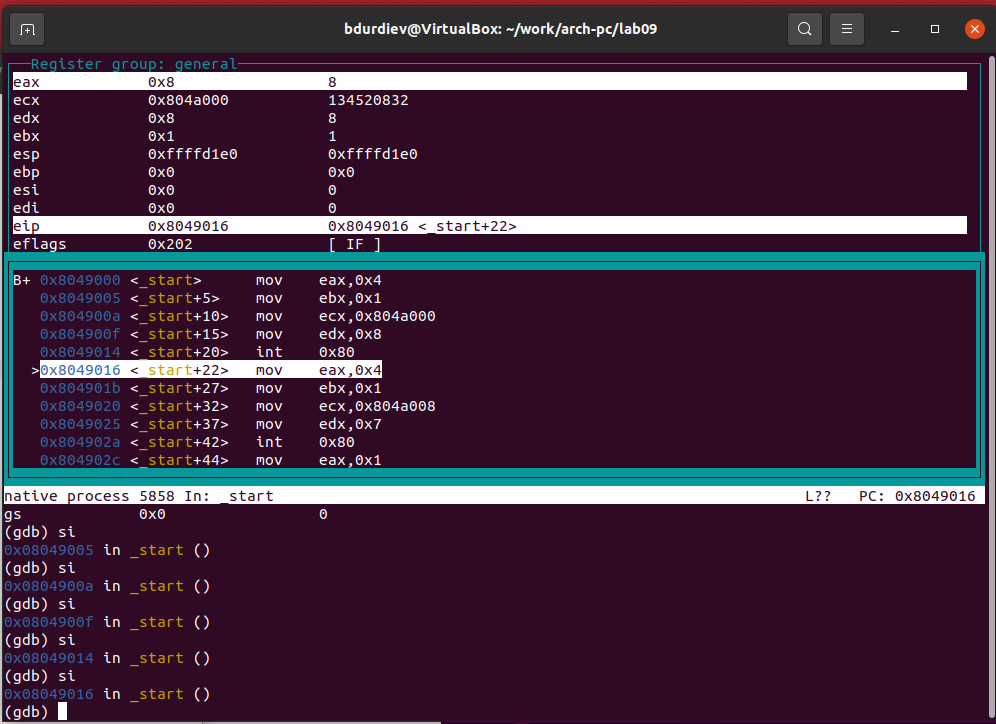 bdurdiev@VirtualBox: ~/work/arch-pc/lab09
Register group: general
eax 0x8 8
ecx 0x804a000 134520832
edx 0x8 8
ebx 0x1 1
esp 0xffffd1e0 0xffffd1e0
ebp 0x0 0x0
esi 0x0 0
edi 0x0 0
eip 0x8049016 0x8049016 <_start+22>
eflags 0x202 [ IF ]
B+ 0x8049000 <_start> mov eax,0x4
0x8049005 <_start+5> mov ebx,0x1
0x804900a <_start+10> mov ecx,0x804a000
0x804900f <_start+15> mov edx,0x8
0x8049014 <_start+20> int 0x80
>0x8049016 <_start+22> mov eax,0x4
0x804901b <_start+27> mov ebx,0x1
0x8049020 <_start+32> mov ecx,0x804a008
0x8049025 <_start+37> mov edx,0x7
0x804902a <_start+42> int 0x80
0x804902c <_start+44> mov eax,0x1
native process 5858 In: _start L?? PC: 0x8049016
gs 0x0 0
(gdb) si
0x08049005 in _start ()
(gdb) si
0x0804900a in _start ()
(gdb) si
0x0804900f in _start ()
(gdb) si
0x08049014 in _start ()
(gdb) si
0x08049016 in _start ()
(gdb)